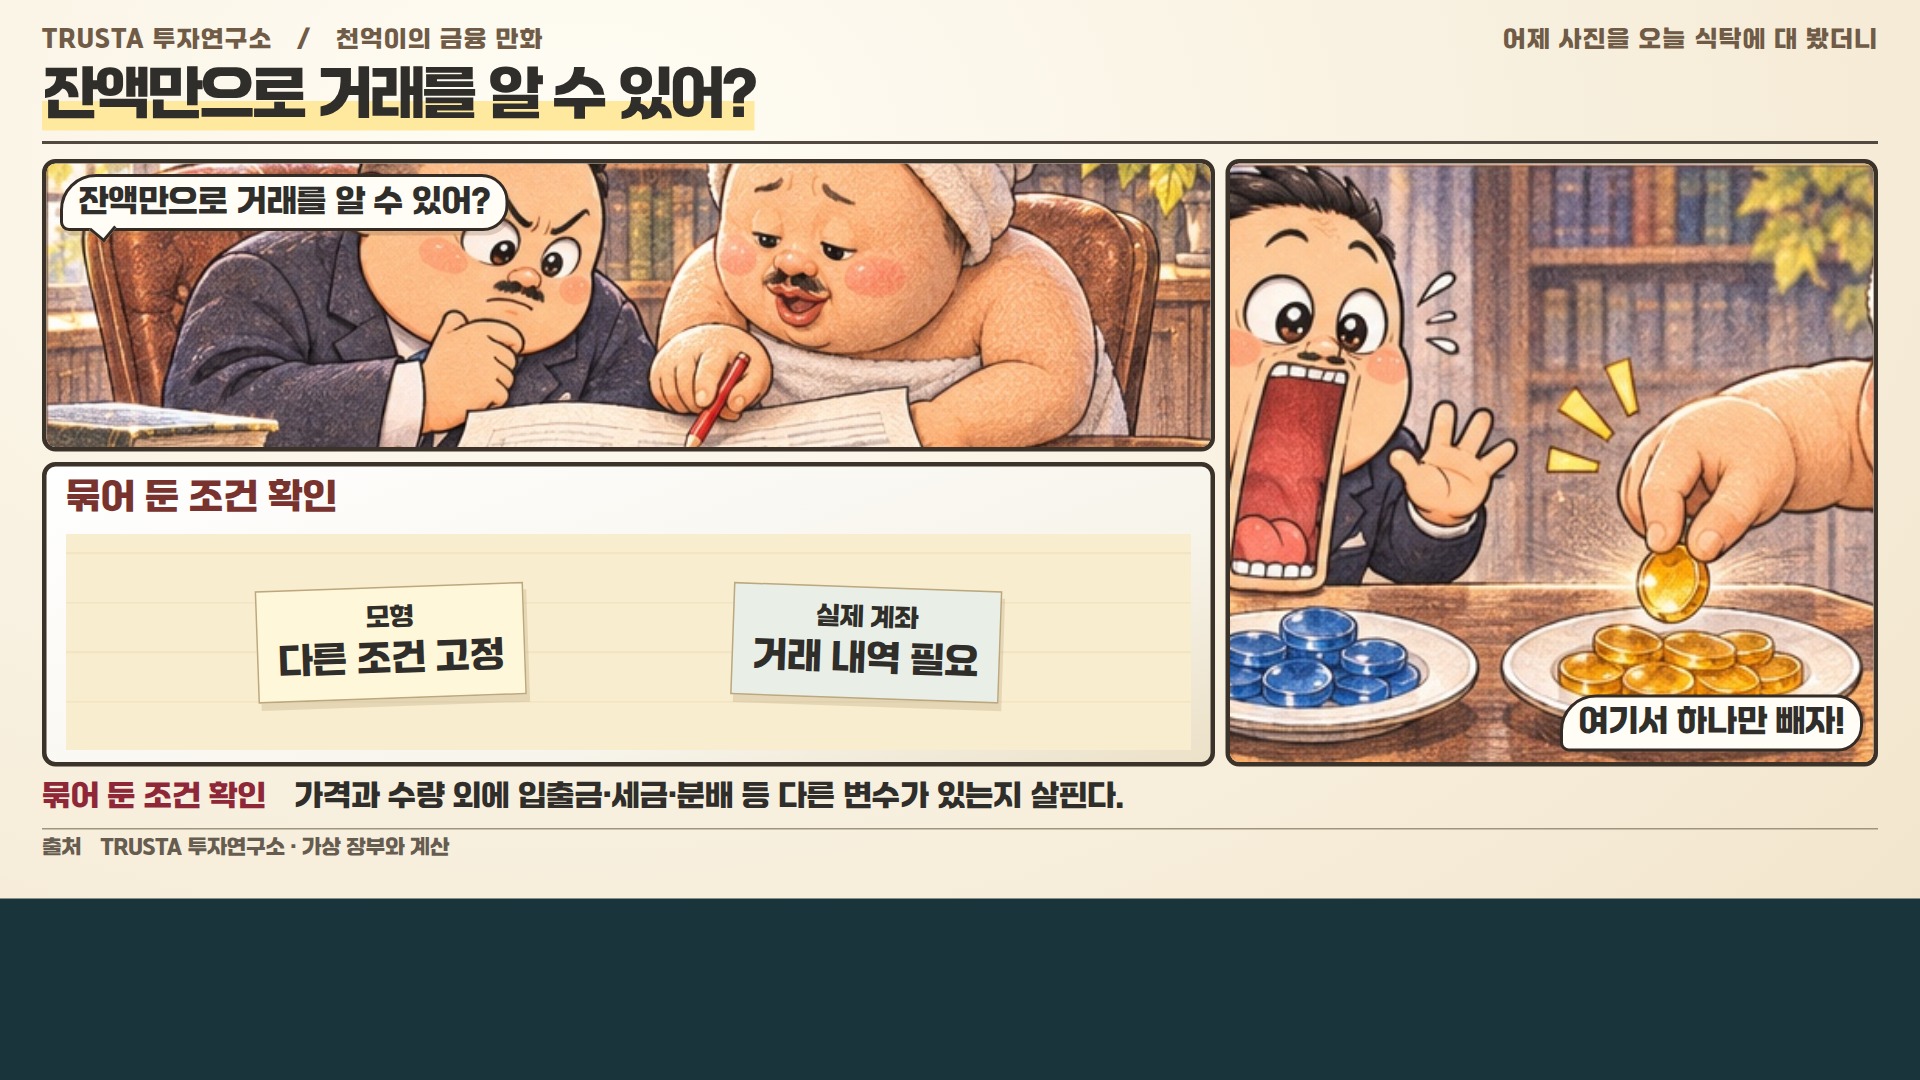 TRUSTA 투자연구소 / 천억이의 금융 만화
어제 사진을 오늘 식탁에 대 봤더니
잔액만으로 거래를 알 수 있어?
잔액만으로 거래를 알 수 있어?
묶어 둔 조건 확인
모형
다른 조건 고정
실제 계좌
거래 내역 필요
여기서 하나만 빼자!
묶어 둔 조건 확인 가격과 수량 외에 입출금·세금·분배 등 다른 변수가 있는지 살핀다.
출처 TRUSTA 투자연구소 · 가상 장부와 계산